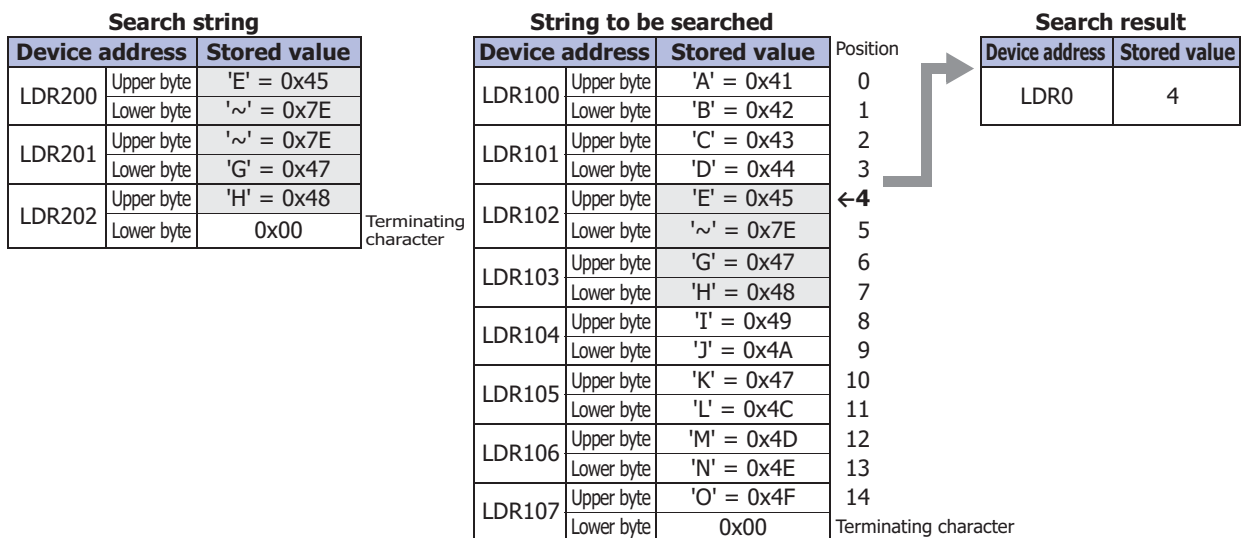 Search string
Device address Stored value
LDR200 Upper byte 'E' = 0x45
Lower byte '~' = 0x7E
LDR201 Upper byte '~' = 0x7E
Lower byte 'G' = 0x47
LDR202 Upper byte 'H' = 0x48
Lower byte 0x00 Terminating character
String to be searched
Device address Stored value Position
LDR100 Upper byte 'A' = 0x41 0
Lower byte 'B' = 0x42 1
LDR101 Upper byte 'C' = 0x43 2
Lower byte 'D' = 0x44 3
LDR102 Upper byte 'E' = 0x45 ←4
Lower byte '~' = 0x7E 5
LDR103 Upper byte 'G' = 0x47 6
Lower byte 'H' = 0x48 7
LDR104 Upper byte 'I' = 0x49 8
Lower byte 'J' = 0x4A 9
LDR105 Upper byte 'K' = 0x47 10
Lower byte 'L' = 0x4C 11
LDR106 Upper byte 'M' = 0x4D 12
Lower byte 'N' = 0x4E 13
LDR107 Upper byte 'O' = 0x4F 14
Lower byte 0x00 Terminating character
Search result
Device address Stored value
LDR0 4